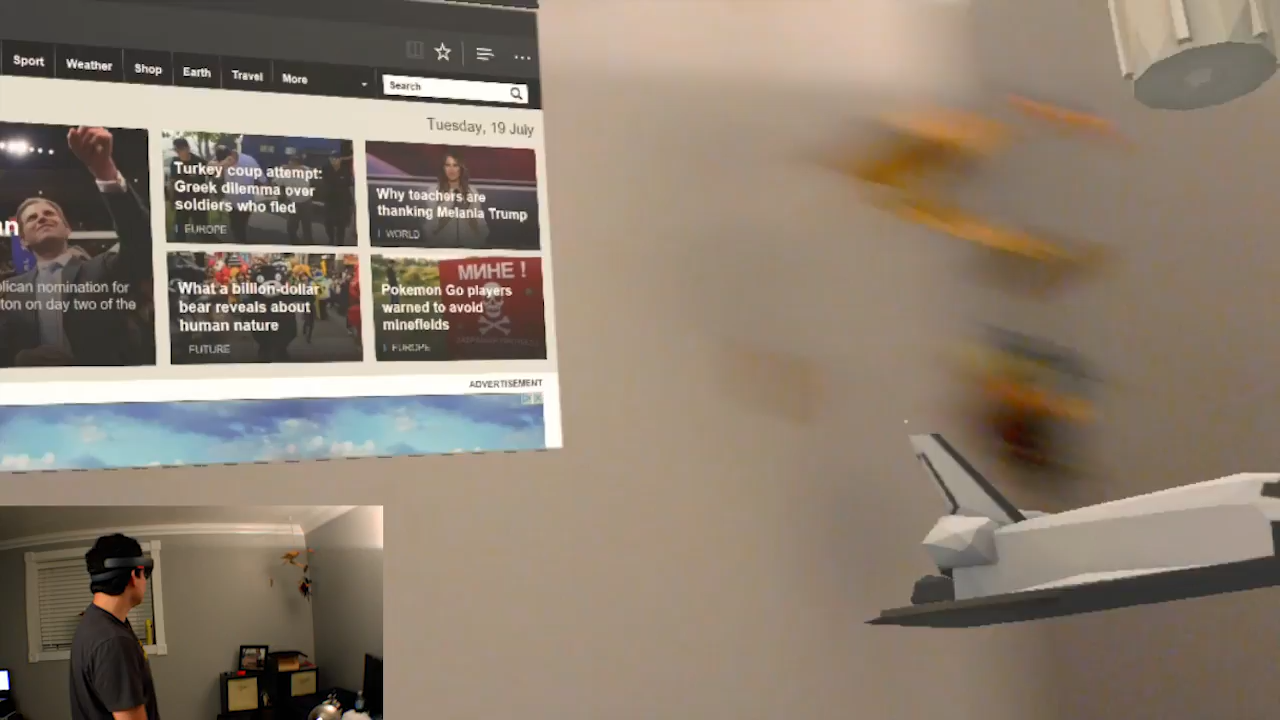 Sport Weather Shop Earth Travel More
Search
Tuesday, 19 July
an
lican nomination for
ton on day two of the
Turkey coup attempt:
Greek dilemma over
soldiers who fled
EUROPE
Why teachers are
thanking Melania Trump
WORLD
What a billion-dollar
bear reveals about
human nature
FUTURE
МИНЕ !
Pokemon Go players
warned to avoid
minefields
EUROPE
ADVERTISEMENT